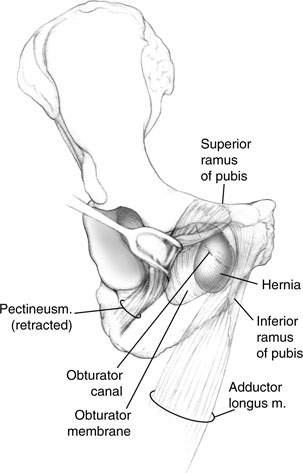 Superior
ramus
of pubis
Hernia
Pectineusm.
(retracted)
Inferior
ramus
of pubis
Obturator
canal
Adductor
longus m.
Obturator
membrane